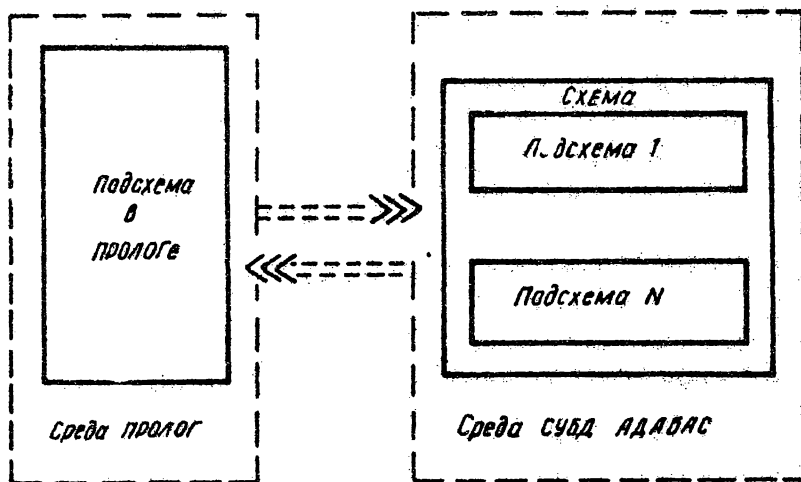 СХЕМА
Подсхема 1
Подсхема
в
ПРОЛОГЕ
Подсхема N
Среда ПРОЛОГ
Среда СУБД АДАБАС